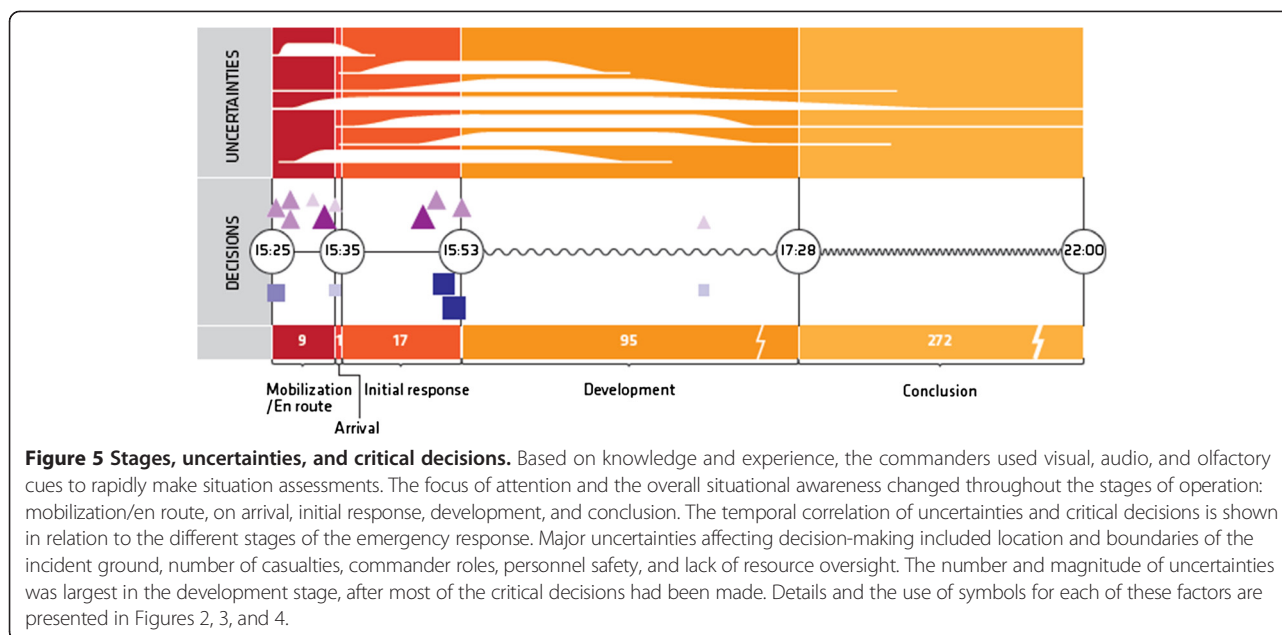 UNCERTAINTIES
DECISIONS
15:25
15:35
15:53
17:28
22:00
9
1
17
95
272
Mobilization
/En route
Arrival
Initial response
Development
Conclusion
Figure 5 Stages, uncertainties, and critical decisions. Based on knowledge and experience, the commanders used visual, audio, and olfactory
cues to rapidly make situation assessments. The focus of attention and the overall situational awareness changed throughout the stages of operation:
mobilization/en route, on arrival, initial response, development, and conclusion. The temporal correlation of uncertainties and critical decisions is shown
in relation to the different stages of the emergency response. Major uncertainties affecting decision-making included location and boundaries of the
incident ground, number of casualties, commander roles, personnel safety, and lack of resource oversight. The number and magnitude of uncertainties
was largest in the development stage, after most of the critical decisions had been made. Details and the use of symbols for each of these factors are
presented in Figures 2, 3, and 4.